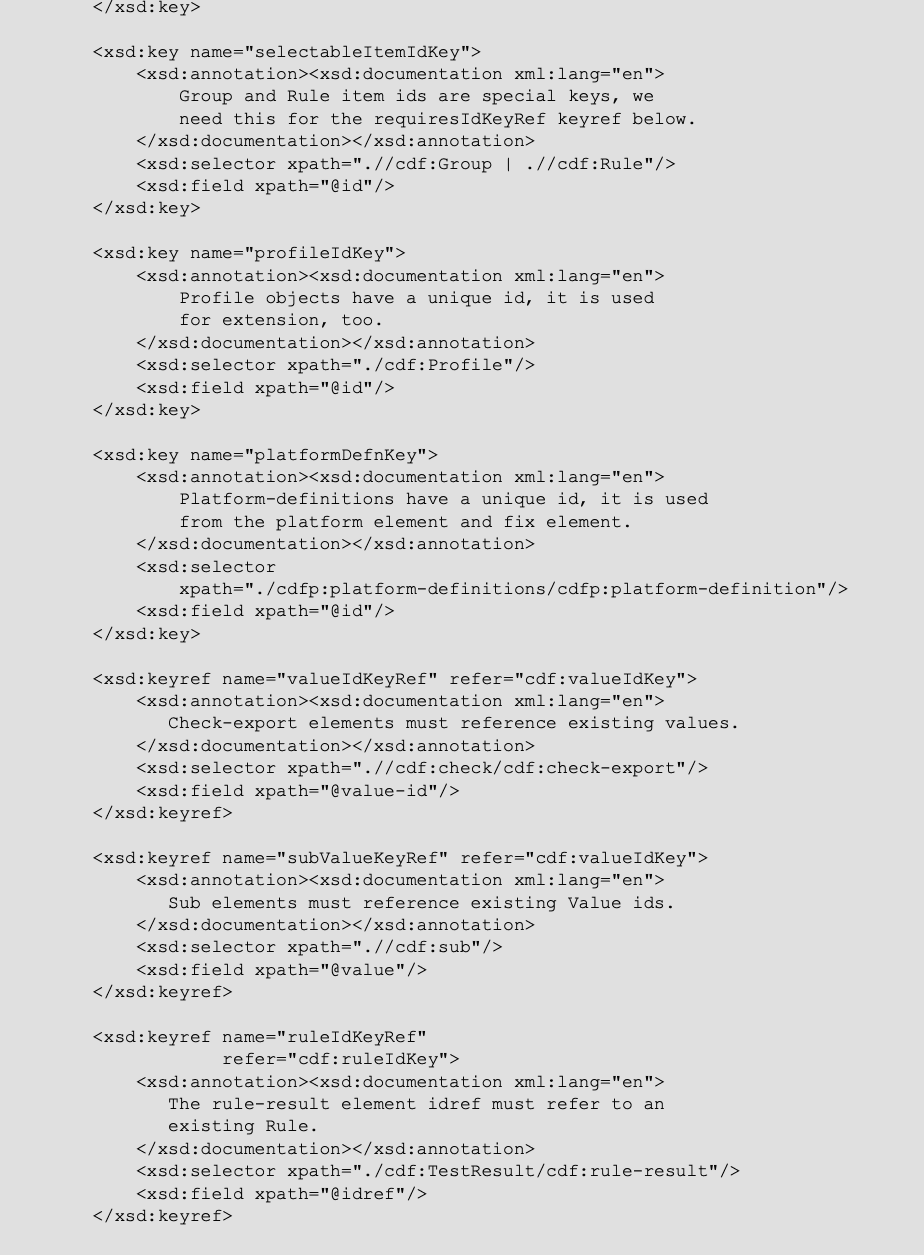 </xsd:key>
<xsd:key name="selectableItemIdKey">
<xsd:annotation><xsd:documentation xml:lang="en">
Group and Rule item ids are special keys, we
need this for the requiresIdKeyRef keyref below.
</xsd:documentation></xsd:annotation>
<xsd:selector xpath=".//cdf:Group | .//cdf:Rule"/>
<xsd:field xpath="@id"/>
</xsd:key>
<xsd:key name="profileIdKey">
<xsd:annotation><xsd:documentation xml:lang="en">
Profile objects have a unique id, it is used
for extension, too.
</xsd:documentation></xsd:annotation>
<xsd:selector xpath="./cdf:Profile"/>
<xsd:field xpath="@id"/>
</xsd:key>
<xsd:key name="platformDefnKey">
<xsd:annotation><xsd:documentation xml:lang="en">
Platform-definitions have a unique id, it is used
from the platform element and fix element.
</xsd:documentation></xsd:annotation>
<xsd:selector
xpath="./cdfp:platform-definitions/cdfp:platform-definition"/>
<xsd:field xpath="@id"/>
</xsd:key>
<xsd:keyref name="valueIdKeyRef" refer="cdf:valueIdKey">
<xsd:annotation><xsd:documentation xml:lang="en">
Check-export elements must reference existing values.
</xsd:documentation></xsd:annotation>
<xsd:selector xpath=".//cdf:check/cdf:check-export"/>
<xsd:field xpath="@value-id"/>
</xsd:keyref>
<xsd:keyref name="subValueKeyRef" refer="cdf:valueIdKey">
<xsd:annotation><xsd:documentation xml:lang="en">
Sub elements must reference existing Value ids.
</xsd:documentation></xsd:annotation>
<xsd:selector xpath=".//cdf:sub"/>
<xsd:field xpath="@value"/>
</xsd:keyref>
<xsd:keyref name="ruleIdKeyRef"
refer="cdf:ruleIdKey">
<xsd:annotation><xsd:documentation xml:lang="en">
The rule-result element idref must refer to an
existing Rule.
</xsd:documentation></xsd:annotation>
<xsd:selector xpath="./cdf:TestResult/cdf:rule-result"/>
<xsd:field xpath="@idref"/>
</xsd:keyref>